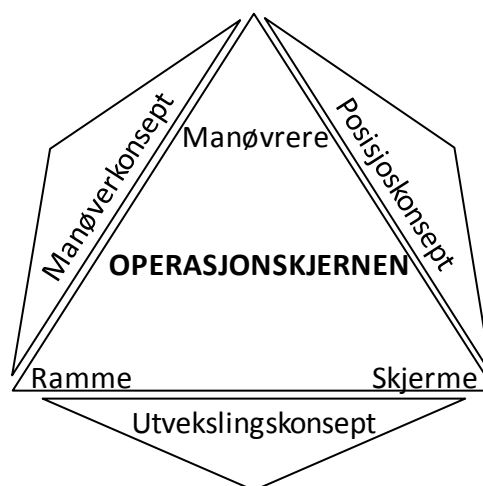 Manøverkonsept
Manøvrere
Posisjoskonsept
OPERASJONSKJERNEN
Ramme
Skjerme
Utvekslingskonsept